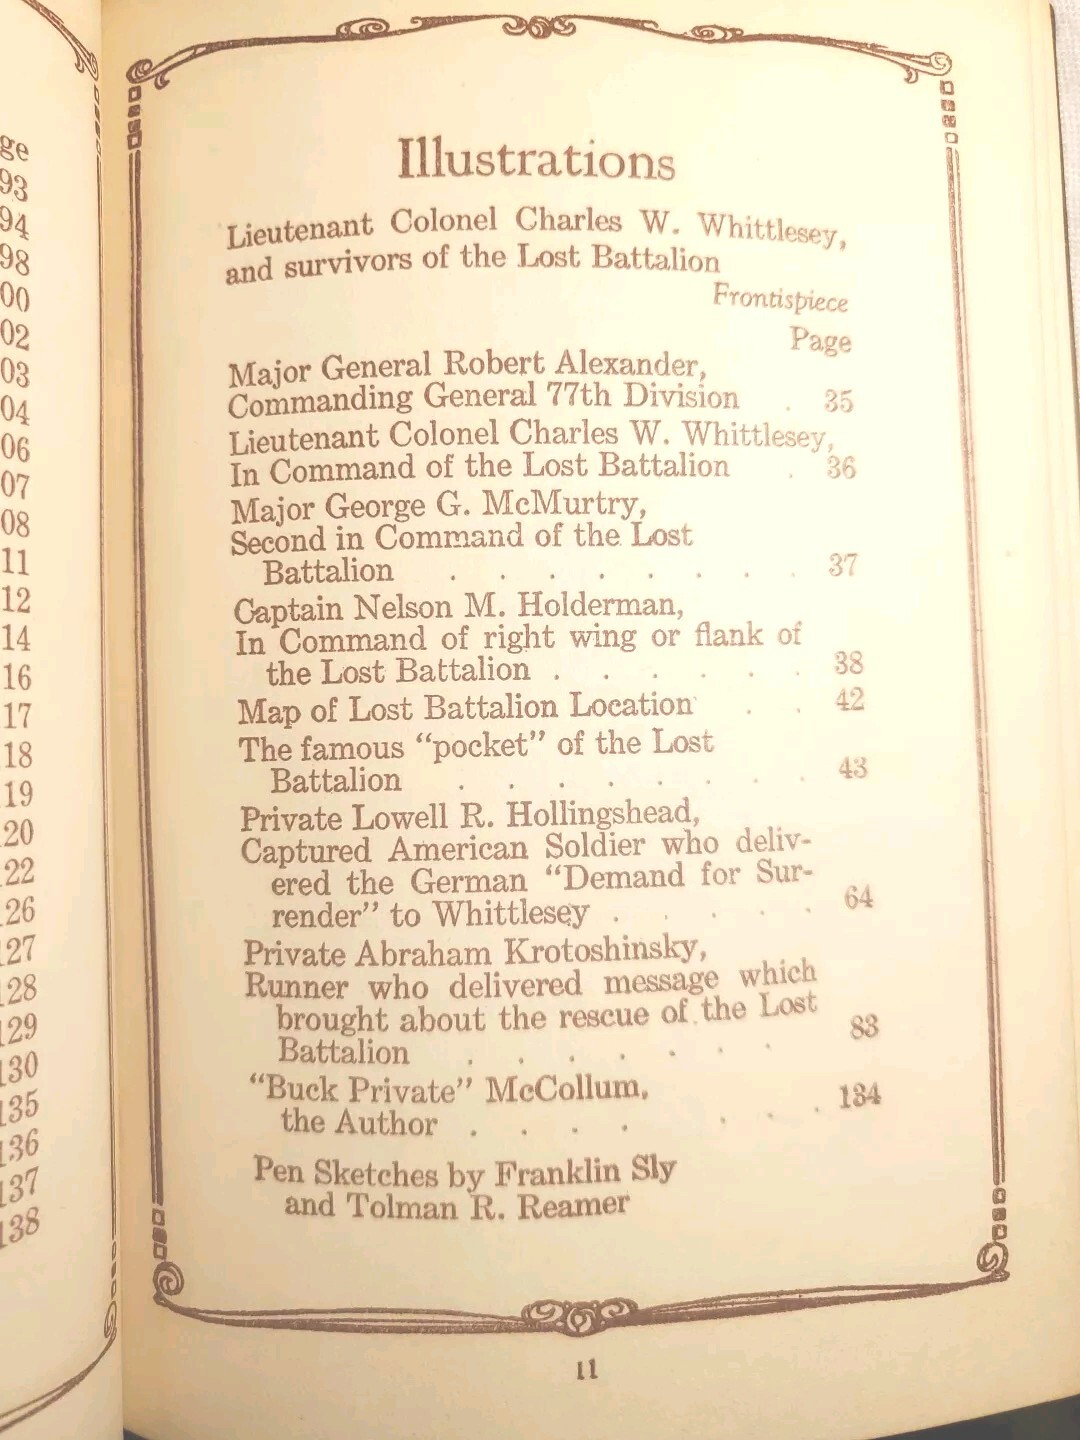 ge
93
94
98
00
02
03
04
06
07
08
11
12
14
16
17
18
19
120
122
126
127
128
129
130
135
136
137
138
Illustrations
Lieutenant Colonel Charles W. Whittlesey,
and survivors of the Lost Battalion
Frontispiece
Page
Major General Robert Alexander,
Commanding General 77th Division . 35
Lieutenant Colonel Charles W. Whittlesey,
In Command of the Lost Battalion . 36
Major George G. McMurtry,
Second in Command of the Lost
Battalion . . . . . . . . 37
Captain Nelson M. Holderman,
In Command of right wing or flank of
the Lost Battalion . . . . . . 38
Map of Lost Battalion Location . . 42
The famous "pocket" of the Lost
Battalion . . . . . . . . 43
Private Lowell R. Hollingshead,
Captured American Soldier who deliv-
ered the German "Demand for Sur-
render" to Whittlesey . . . . . 64
Private Abraham Krotoshinsky,
Runner who delivered message which
brought about the rescue of the Lost
Battalion . . . . . . . 83
"Buck Private" McCollum,
the Author . . . . . . . 134
Pen Sketches by Franklin Sly
and Tolman R. Reamer
11